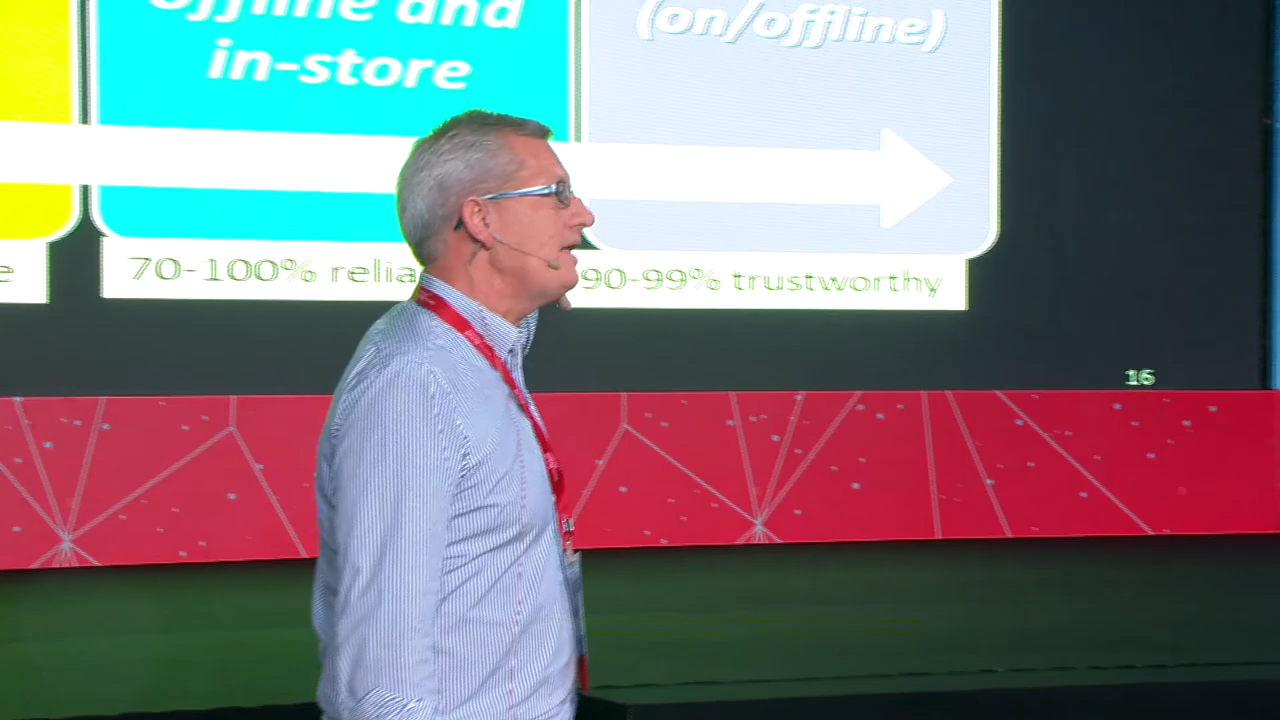 offline and
in-store
(on/offline)
e
70-100% relia
90-99% trustworthy
16